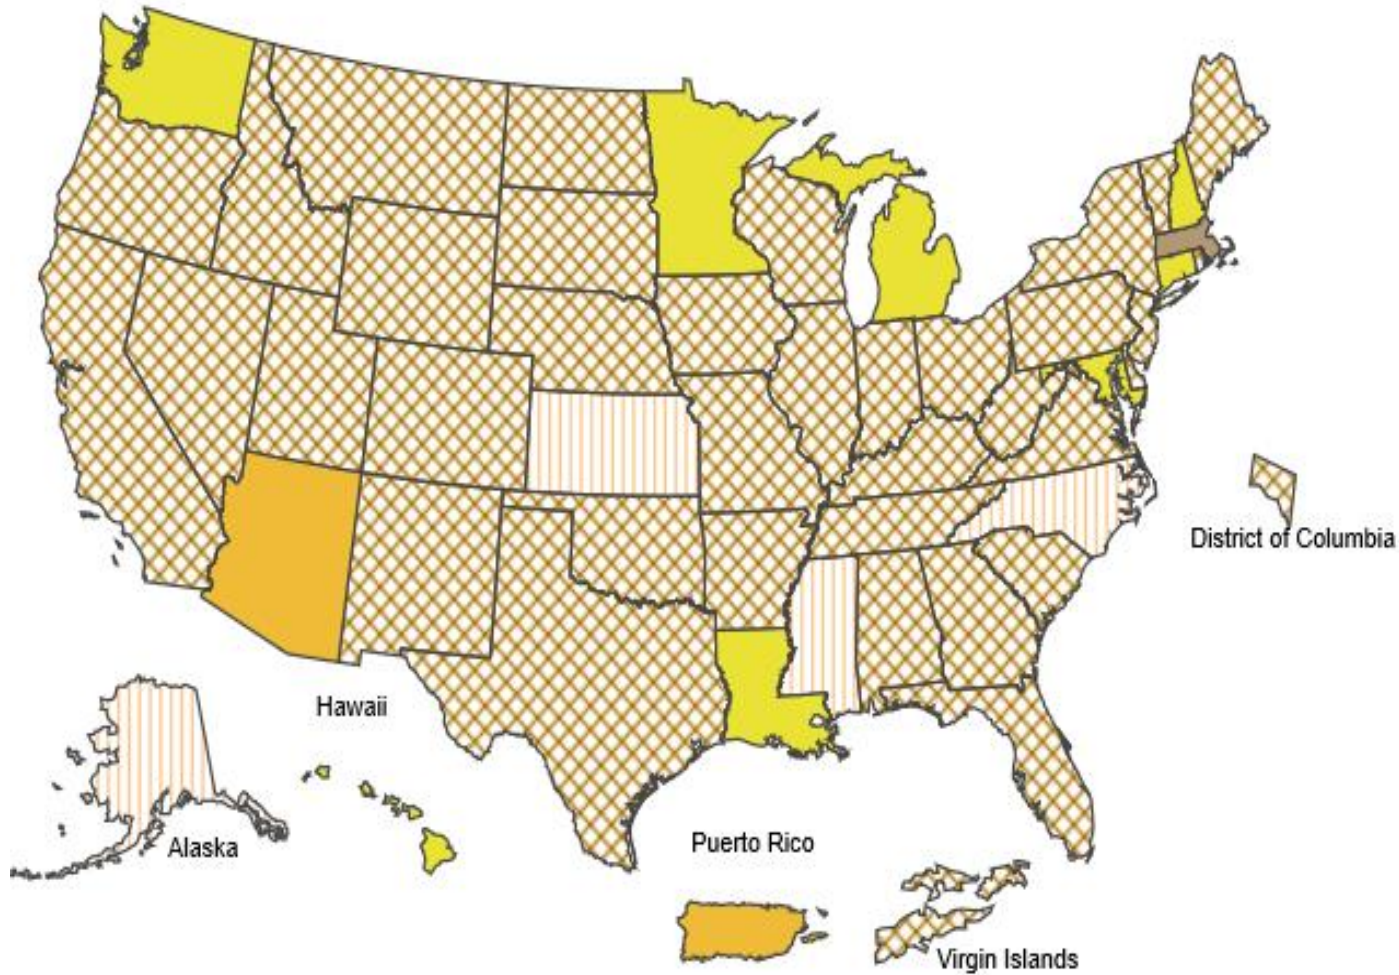 District of Columbia
Hawaii
Alaska
Puerto Rico
Virgin Islands